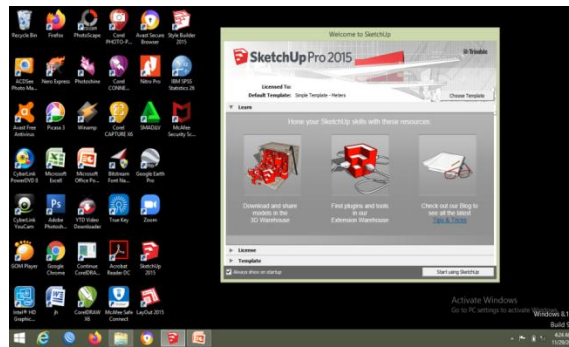 Recycle Bin
Firefox
PhotoScape
Corel
PHOTO-P...
Avast Secure
Browser
Style Builder
2015
ACDSee
Photo Ma...
Nero Express
Photoshine
Corel
CONNE...
Nitro Pro
IBM SPSS
Statistics 26
Avast Free
Antivirus
Picasa 3
Winamp
Corel
CAPTURE X6
SMADAV
McAfee
Security Sc...
CyberLink
PowerDVD 8
Microsoft
Excell
Microsoft
Office Po...
Bitstream
Font Na...
Google Earth
Pro
CyberLink
YouCam
Adobe
Photosh...
YTD Video
Downloader
True Key
Zoom
GOM Player
Google
Chrome
Continue
CorelDRA...
Acrobat
Reader DC
SketchUp
2015
Intel® HD
Graphic...
jh
CorelDRAW
X6
McAfee Safe
Connect
LayOut 2015
Welcome to SketchUp
SketchUp Pro 2015
Trimble
Licensed To:
Default Template: Simple Template - Meters
Choose Template
Learn
Hone your SketchUp skills with these resources:
Download and share
models in the
3D Warehouse
Find plugins and tools
in our
Extension Warehouse
Check out our Blog to
see all the latest
Tips & Tricks
License
Template
Always show on startup
Start using SketchUp
Activate Windows
Go to PC settings to activate
Windows 8.1
Build 9
4:24 AM